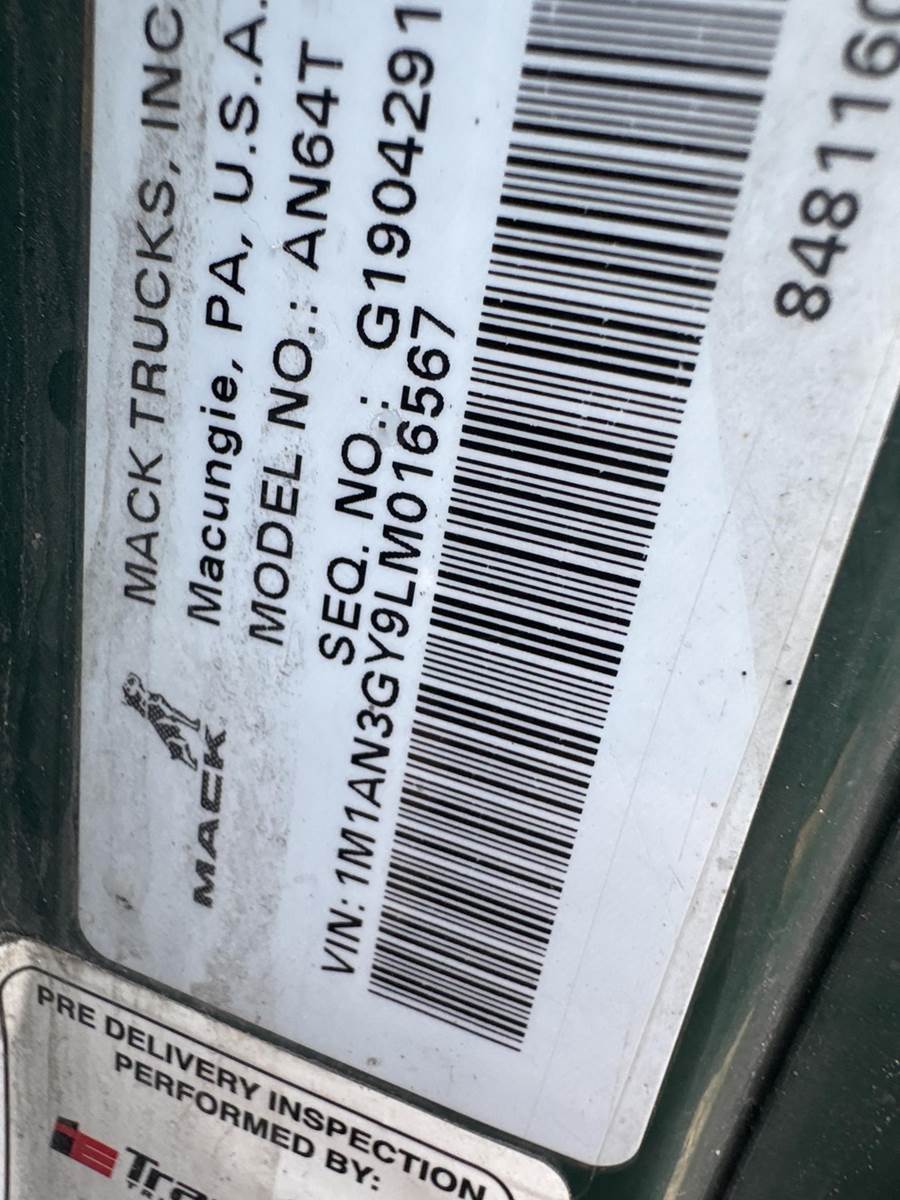 MACK TRUCKS, INC
Macungie, PA, U.S.A.
MODEL NO.: AN64T
SEQ. NO.: G1904291
VIN: 1M1AN3GY9LM016567
MACK
PRE DELIVERY INSPECTION
PERFORMED BY: